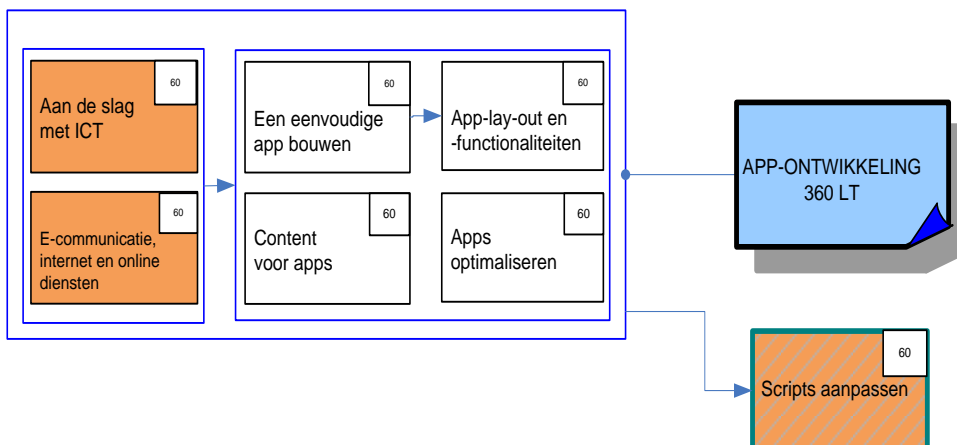 60
Aan de slag
met ICT
60
E-communicatie,
internet en online
diensten
60
Een eenvoudige
app bouwen
60
App-lay-out en
-functionaliteiten
60
Content
voor apps
60
Apps
optimaliseren
APP-ONTWIKKELING
360 LT
60
Scripts aanpassen